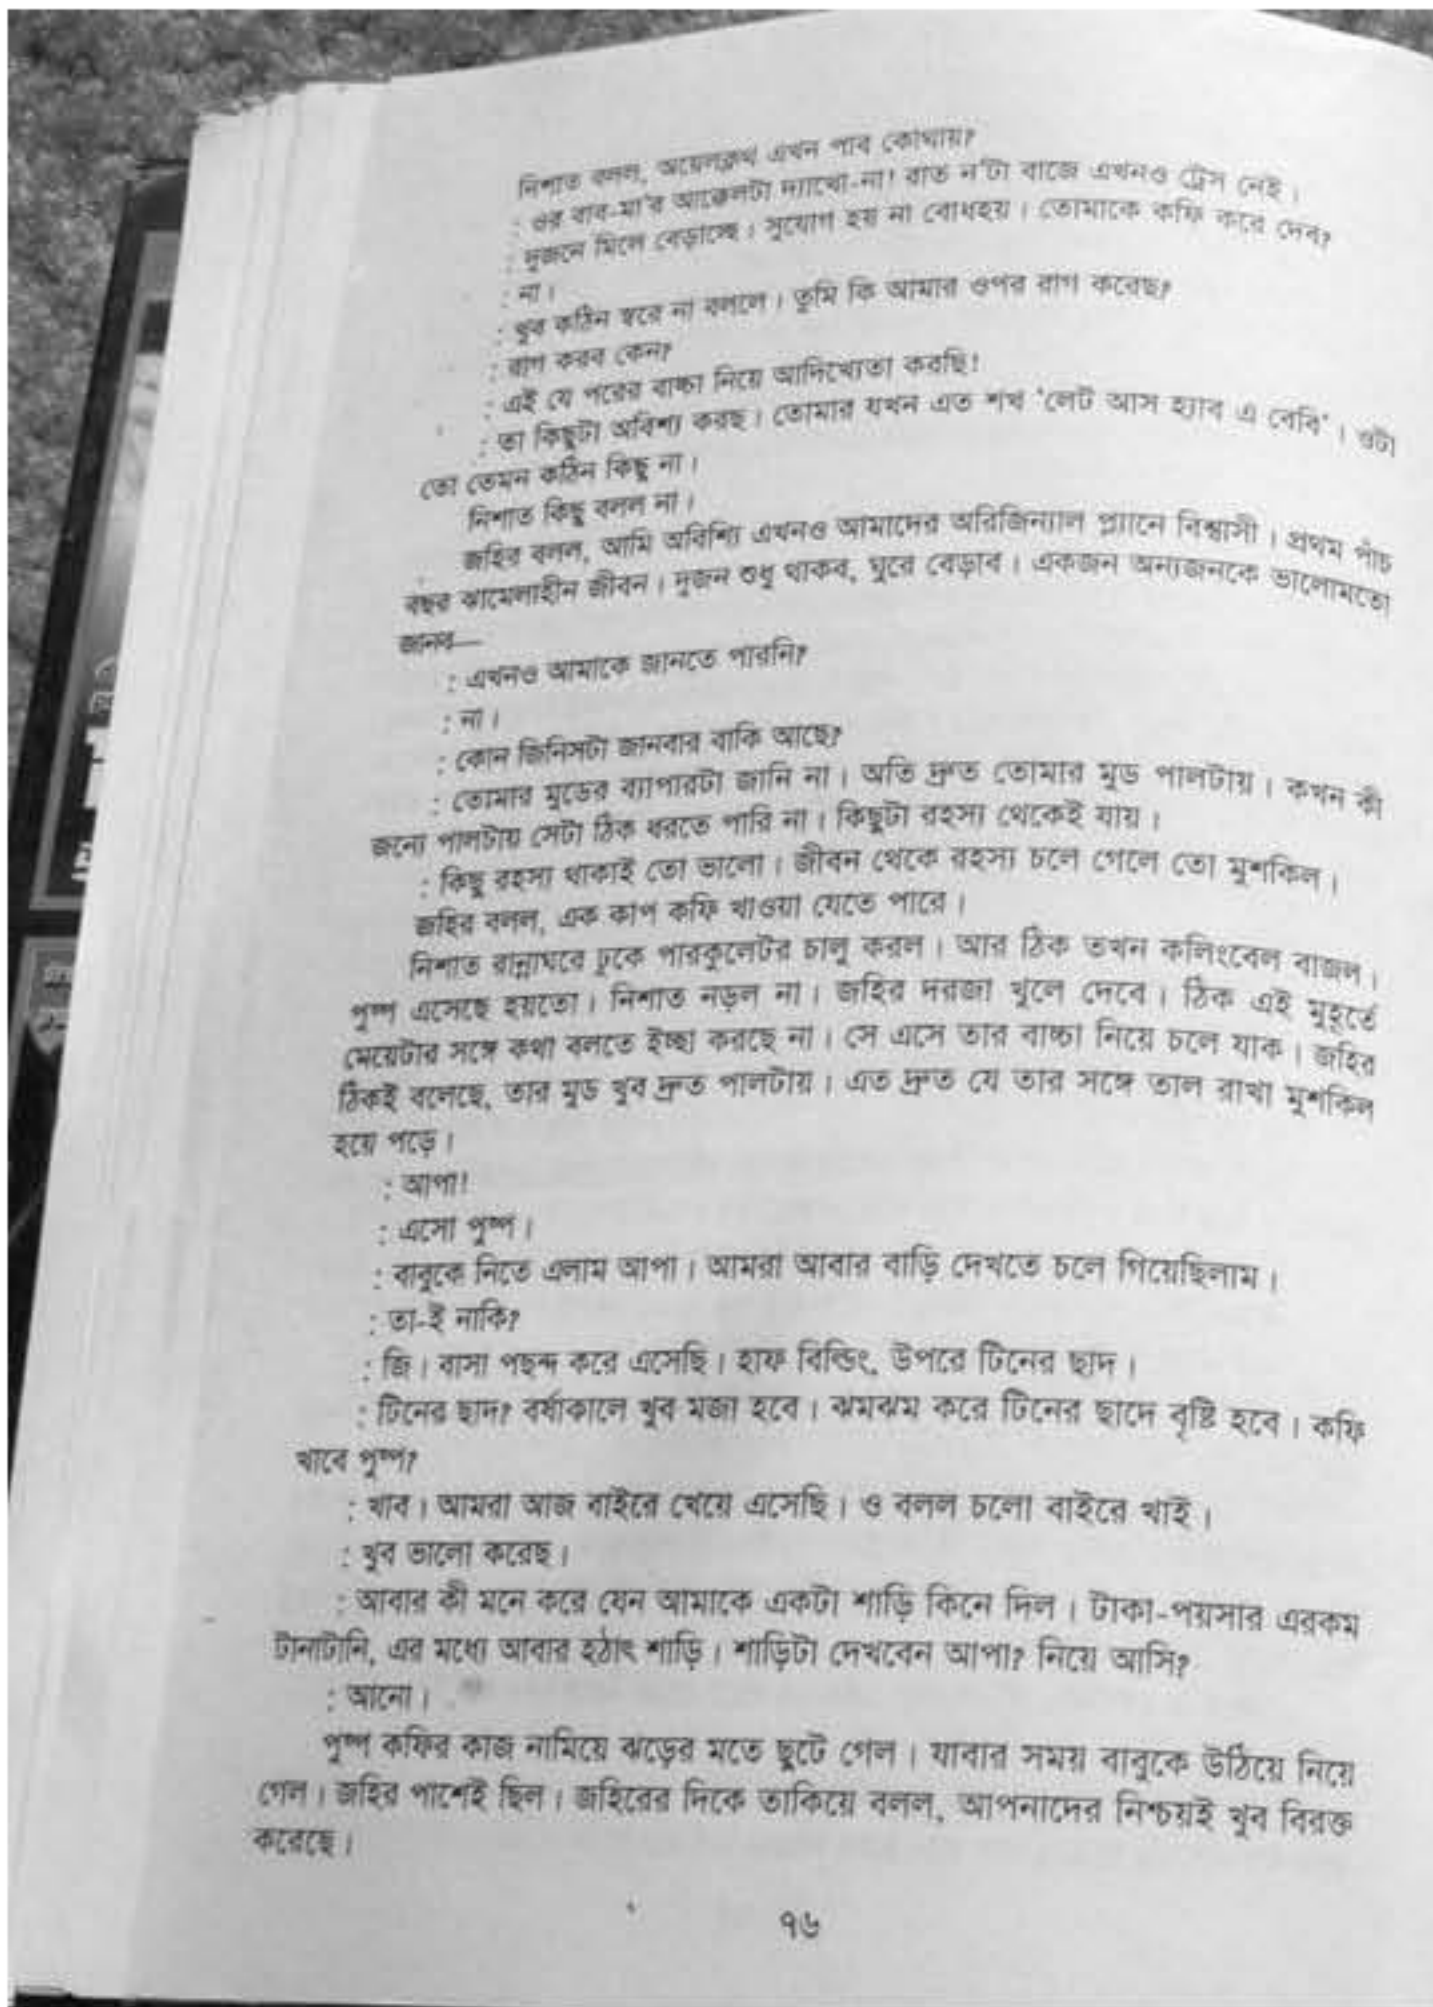 নিশাত বলল, অয়েলক্লথ এখন পাব কোথায়?
: ওর বাব-মা'র আক্কেলটা দ্যাখো-না! রাত ন'টা বাজে এখনও ট্রেস নেই।
: দুজনে মিলে বেড়াচ্ছে। সুযোগ হয় না বোধহয়। তোমাকে কফি করে দেব?
: না।
: খুব কঠিন স্বরে না বললে। তুমি কি আমার ওপর রাগ করেছ?
: রাগ করব কেন?
: এই যে পরের বাচ্চা নিয়ে আদিখ্যেতা করছি!
: তা কিছুটা অবিশ্য করছ। তোমার যখন এত শখ 'লেট আস হ্যাব এ বেবি'। ওটা
তো তেমন কঠিন কিছু না।
নিশাত কিছু বলল না।
জহির বলল, আমি অবিশ্যি এখনও আমাদের অরিজিন্যাল প্ল্যানে বিশ্বাসী। প্রথম পাঁচ
বছর ঝামেলাহীন জীবন। দুজন শুধু থাকব, ঘুরে বেড়াব। একজন অন্যজনকে ভালোমতো
জানব—
: এখনও আমাকে জানতে পারনি?
: না।
: কোন জিনিসটা জানবার বাকি আছে?
: তোমার মুডের ব্যাপারটা জানি না। অতি দ্রুত তোমার মুড পালটায়। কখন কী
জন্যে পালটায় সেটা ঠিক ধরতে পারি না। কিছুটা রহস্য থেকেই যায়।
: কিছু রহস্য থাকাই তো ভালো। জীবন থেকে রহস্য চলে গেলে তো মুশকিল।
জহির বলল, এক কাপ কফি খাওয়া যেতে পারে।
নিশাত রান্নাঘরে ঢুকে পারকুলেটর চালু করল। আর ঠিক তখন কলিংবেল বাজল।
পুষ্প এসেছে হয়তো। নিশাত নড়ল না। জহির দরজা খুলে দেবে। ঠিক এই মুহূর্তে
মেয়েটার সঙ্গে কথা বলতে ইচ্ছা করছে না। সে এসে তার বাচ্চা নিয়ে চলে যাক। জহির
ঠিকই বলেছে, তার মুড খুব দ্রুত পালটায়। এত দ্রুত যে তার সঙ্গে তাল রাখা মুশকিল
হয়ে পড়ে।
: আপা!
: এসো পুষ্প।
: বাবুকে নিতে এলাম আপা। আমরা আবার বাড়ি দেখতে চলে গিয়েছিলাম।
: তা-ই নাকি?
: জি। বাসা পছন্দ করে এসেছি। হাফ বিল্ডিং, উপরে টিনের ছাদ।
: টিনের ছাদ? বর্ষাকালে খুব মজা হবে। ঝমঝম করে টিনের ছাদে বৃষ্টি হবে। কফি
খাবে পুষ্প?
: খাব। আমরা আজ বাইরে খেয়ে এসেছি। ও বলল চলো বাইরে খাই।
: খুব ভালো করেছ।
: আবার কী মনে করে যেন আমাকে একটা শাড়ি কিনে দিল। টাকা-পয়সার এরকম
টানাটানি, এর মধ্যে আবার হঠাৎ শাড়ি। শাড়িটা দেখবেন আপা? নিয়ে আসি?
: আনো।
পুষ্প কফির কাজ নামিয়ে ঝড়ের মতে ছুটে গেল। যাবার সময় বাবুকে উঠিয়ে নিয়ে
গেল। জহির পাশেই ছিল। জহিরের দিকে তাকিয়ে বলল, আপনাদের নিশ্চয়ই খুব বিরক্ত
করেছে।
৭৬